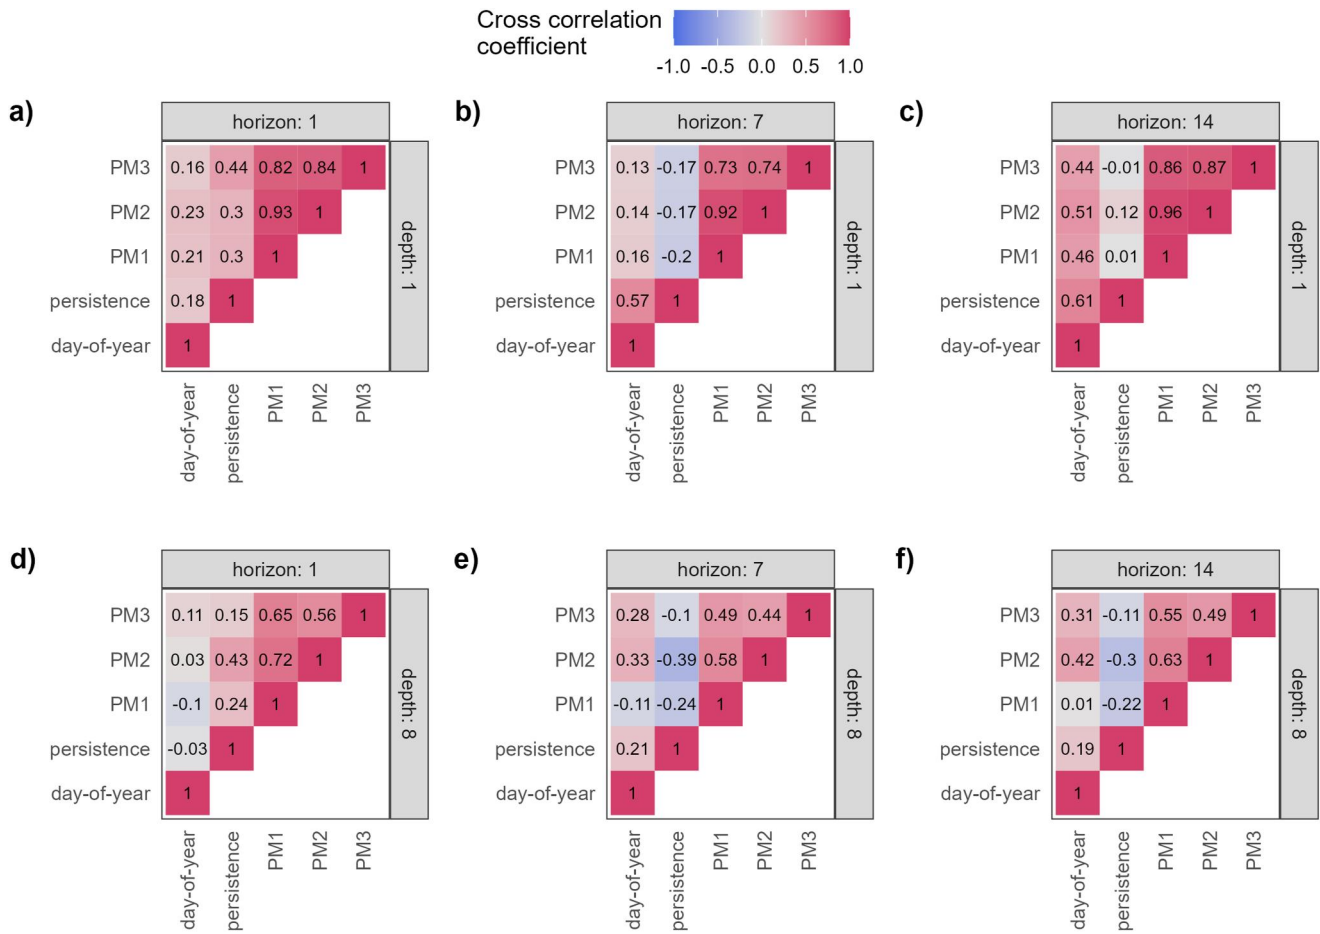 Cross correlation
coefficient
-1.0 -0.5 0.0 0.5 1.0
a)
horizon: 1
depth: 1
PM3 0.16 0.44 0.82 0.84 1
PM2 0.23 0.3 0.93 1
PM1 0.21 0.3 1
persistence 0.18 1
day-of-year 1
day-of-year persistence PM1 PM2 PM3
b)
horizon: 7
depth: 1
PM3 0.13 -0.17 0.73 0.74 1
PM2 0.14 -0.17 0.92 1
PM1 0.16 -0.2 1
persistence 0.57 1
day-of-year 1
day-of-year persistence PM1 PM2 PM3
c)
horizon: 14
depth: 1
PM3 0.44 -0.01 0.86 0.87 1
PM2 0.51 0.12 0.96 1
PM1 0.46 0.01 1
persistence 0.61 1
day-of-year 1
day-of-year persistence PM1 PM2 PM3
d)
horizon: 1
depth: 8
PM3 0.11 0.15 0.65 0.56 1
PM2 0.03 0.43 0.72 1
PM1 -0.1 0.24 1
persistence -0.03 1
day-of-year 1
day-of-year persistence PM1 PM2 PM3
e)
horizon: 7
depth: 8
PM3 0.28 -0.1 0.49 0.44 1
PM2 0.33 -0.39 0.58 1
PM1 -0.11 -0.24 1
persistence 0.21 1
day-of-year 1
day-of-year persistence PM1 PM2 PM3
f)
horizon: 14
depth: 8
PM3 0.31 -0.11 0.55 0.49 1
PM2 0.42 -0.3 0.63 1
PM1 0.01 -0.22 1
persistence 0.19 1
day-of-year 1
day-of-year persistence PM1 PM2 PM3